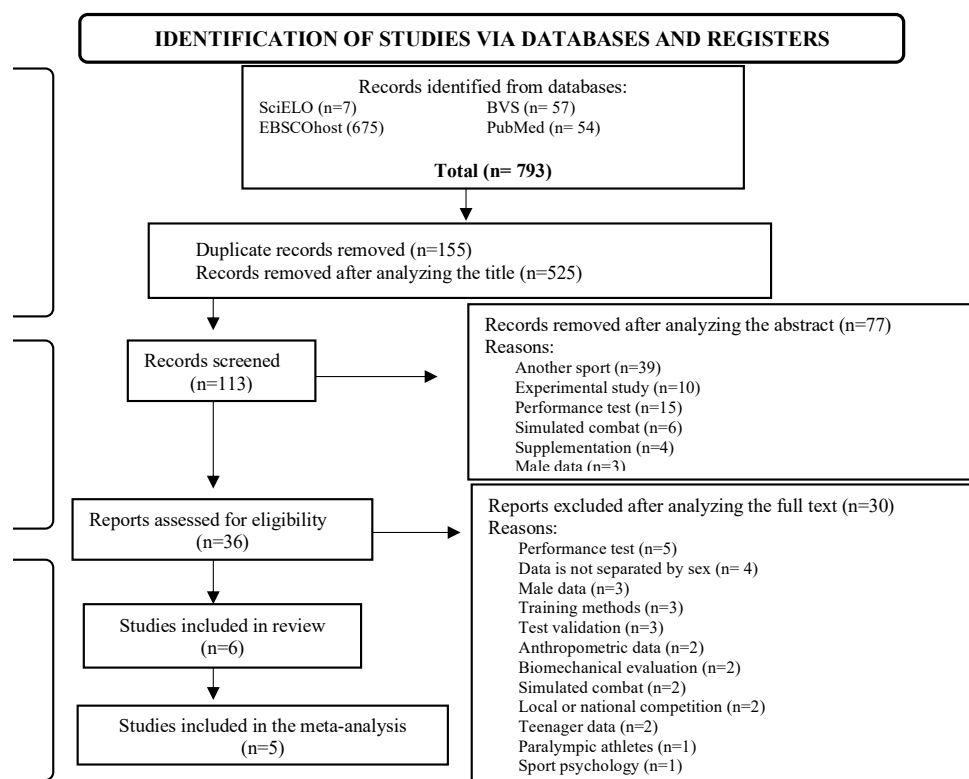 IDENTIFICATION OF STUDIES VIA DATABASES AND REGISTERS
Records identified from databases:
SciELO (n=7) BVS (n= 57)
EBSCOhost (675) PubMed (n= 54)
Total (n= 793)
Duplicate records removed (n=155)
Records removed after analyzing the title (n=525)
Records screened
(n=113)
Records removed after analyzing the abstract (n=77)
Reasons:
Another sport (n=39)
Experimental study (n=10)
Performance test (n=15)
Simulated combat (n=6)
Supplementation (n=4)
Male data (n=3)
Reports assessed for eligibility
(n=36)
Reports excluded after analyzing the full text (n=30)
Reasons:
Performance test (n=5)
Data is not separated by sex (n= 4)
Male data (n=3)
Training methods (n=3)
Test validation (n=3)
Anthropometric data (n=2)
Biomechanical evaluation (n=2)
Simulated combat (n=2)
Local or national competition (n=2)
Teenager data (n=2)
Paralympic athletes (n=1)
Sport psychology (n=1)
Studies included in review
(n=6)
Studies included in the meta-analysis
(n=5)